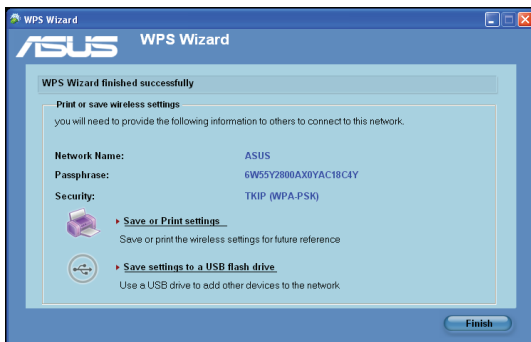 WPS Wizard
ASUS WPS Wizard
WPS Wizard finished successfully
Print or save wireless settings
you will need to provide the following information to others to connect to this network.
Network Name: ASUS
Passphrase: 6W55Y2800AX0YAC18C4Y
Security: TKIP (WPA-PSK)
Save or Print settings
Save or print the wireless settings for future reference
Save settings to a USB flash drive
Use a USB drive to add other devices to the network
Finish